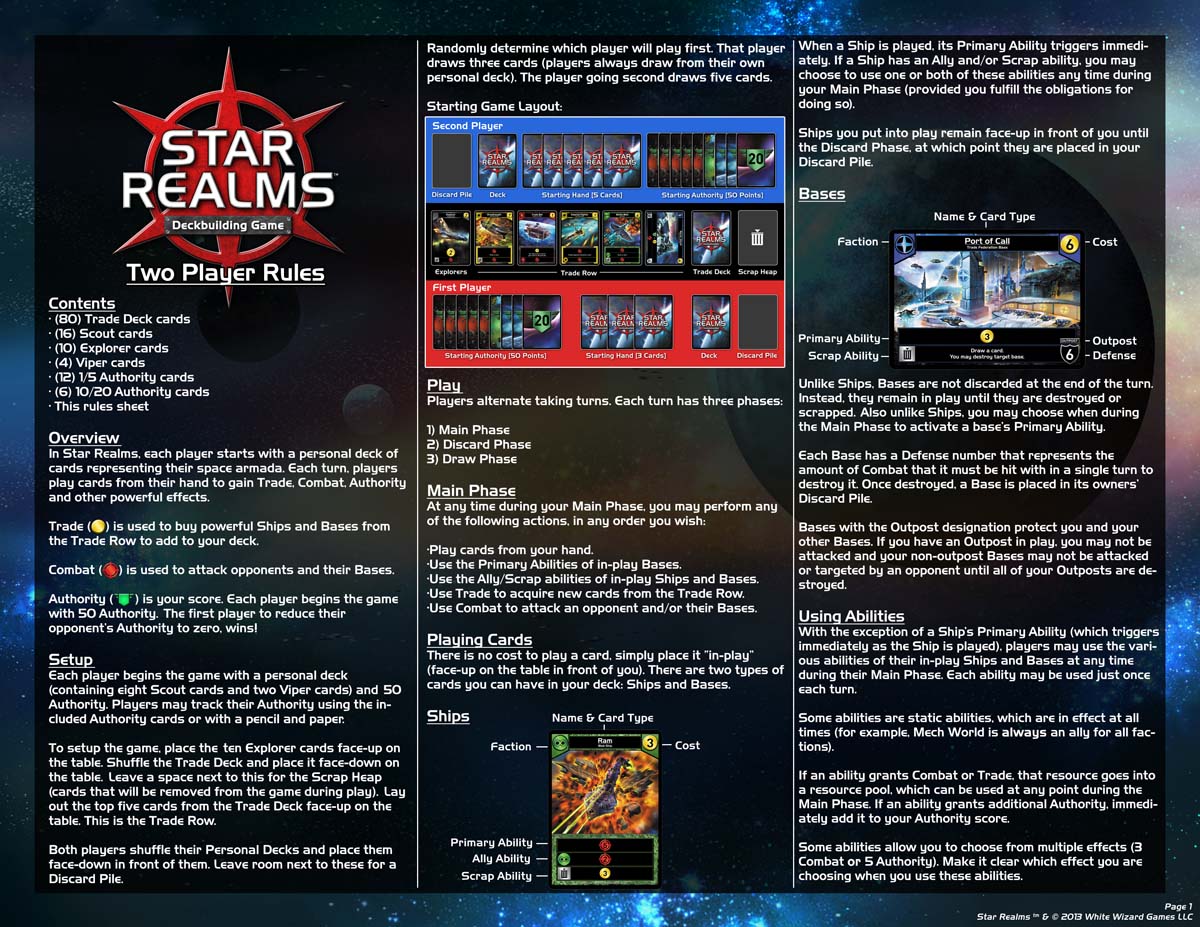 STAR
REALMS™
Deckbuilding Game
Two Player Rules
Contents
· (80) Trade Deck cards
· (16) Scout cards
· (10) Explorer cards
· (4) Viper cards
· (12) 1/5 Authority cards
· (6) 10/20 Authority cards
· This rules sheet
Overview
In Star Realms, each player starts with a personal deck of
cards representing their space armada. Each turn, players
play cards from their hand to gain Trade, Combat, Authority
and other powerful effects.
Trade ( ) is used to buy powerful Ships and Bases from
the Trade Row to add to your deck.
Combat ( ) is used to attack opponents and their Bases.
Authority ( ) is your score. Each player begins the game
with 50 Authority. The first player to reduce their
opponent's Authority to zero, wins!
Setup
Each player begins the game with a personal deck
(containing eight Scout cards and two Viper cards) and 50
Authority. Players may track their Authority using the in-
cluded Authority cards or with a pencil and paper.
To setup the game, place the ten Explorer cards face-up on
the table. Shuffle the Trade Deck and place it face-down on
the table. Leave a space next to this for the Scrap Heap
(cards that will be removed from the game during play). Lay
out the top five cards from the Trade Deck face-up on the
table. This is the Trade Row.
Both players shuffle their Personal Decks and place them
face-down in front of them. Leave room next to these for a
Discard Pile.
Randomly determine which player will play first. That player
draws three cards (players always draw from their own
personal deck). The player going second draws five cards.
Starting Game Layout:
Second Player
20
Discard Pile Deck Starting Hand [5 Cards] Starting Authority [50 Points]
Explorers Trade Row Trade Deck Scrap Heap
First Player
20
Starting Authority [50 Points] Starting Hand [3 Cards] Deck Discard Pile
Play
Players alternate taking turns. Each turn has three phases:
1) Main Phase
2) Discard Phase
3) Draw Phase
Main Phase
At any time during your Main Phase, you may perform any
of the following actions, in any order you wish:
·Play cards from your hand.
·Use the Primary Abilities of in-play Bases.
·Use the Ally/Scrap abilities of in-play Ships and Bases.
·Use Trade to acquire new cards from the Trade Row.
·Use Combat to attack an opponent and/or their Bases.
Playing Cards
There is no cost to play a card, simply place it "in-play"
(face-up on the table in front of you). There are two types of
cards you can have in your deck: Ships and Bases.
Ships
Name & Card Type
Faction
Ram
Blob Ship
3
Cost
Primary Ability
5
Ally Ability
2
Scrap Ability
3
When a Ship is played, its Primary Ability triggers immedi-
ately. If a Ship has an Ally and/or Scrap ability, you may
choose to use one or both of these abilities any time during
your Main Phase (provided you fulfill the obligations for
doing so).
Ships you put into play remain face-up in front of you until
the Discard Phase, at which point they are placed in your
Discard Pile.
Bases
Name & Card Type
Faction
Port of Call
Trade Federation Base
6
Cost
Primary Ability
3
Scrap Ability
Draw a card.
You may destroy target base.
OUTPOST
6
Outpost
Defense
Unlike Ships, Bases are not discarded at the end of the turn.
Instead, they remain in play until they are destroyed or
scrapped. Also unlike Ships, you may choose when during
the Main Phase to activate a base's Primary Ability.
Each Base has a Defense number that represents the
amount of Combat that it must be hit with in a single turn to
destroy it. Once destroyed, a Base is placed in its owners'
Discard Pile.
Bases with the Outpost designation protect you and your
other Bases. If you have an Outpost in play, you may not be
attacked and your non-outpost Bases may not be attacked
or targeted by an opponent until all of your Outposts are de-
stroyed.
Using Abilities
With the exception of a Ship's Primary Ability (which triggers
immediately as the Ship is played), players may use the vari-
ous abilities of their in-play Ships and Bases at any time
during their Main Phase. Each ability may be used just once
each turn.
Some abilities are static abilities, which are in effect at all
times (for example, Mech World is always an ally for all fac-
tions).
If an ability grants Combat or Trade, that resource goes into
a resource pool, which can be used at any point during the
Main Phase. If an ability grants additional Authority, immedi-
ately add it to your Authority score.
Some abilities allow you to choose from multiple effects (3
Combat or 5 Authority). Make it clear which effect you are
choosing when you use these abilities.
Page 1
Star Realms ™ & © 2013 White Wizard Games LLC